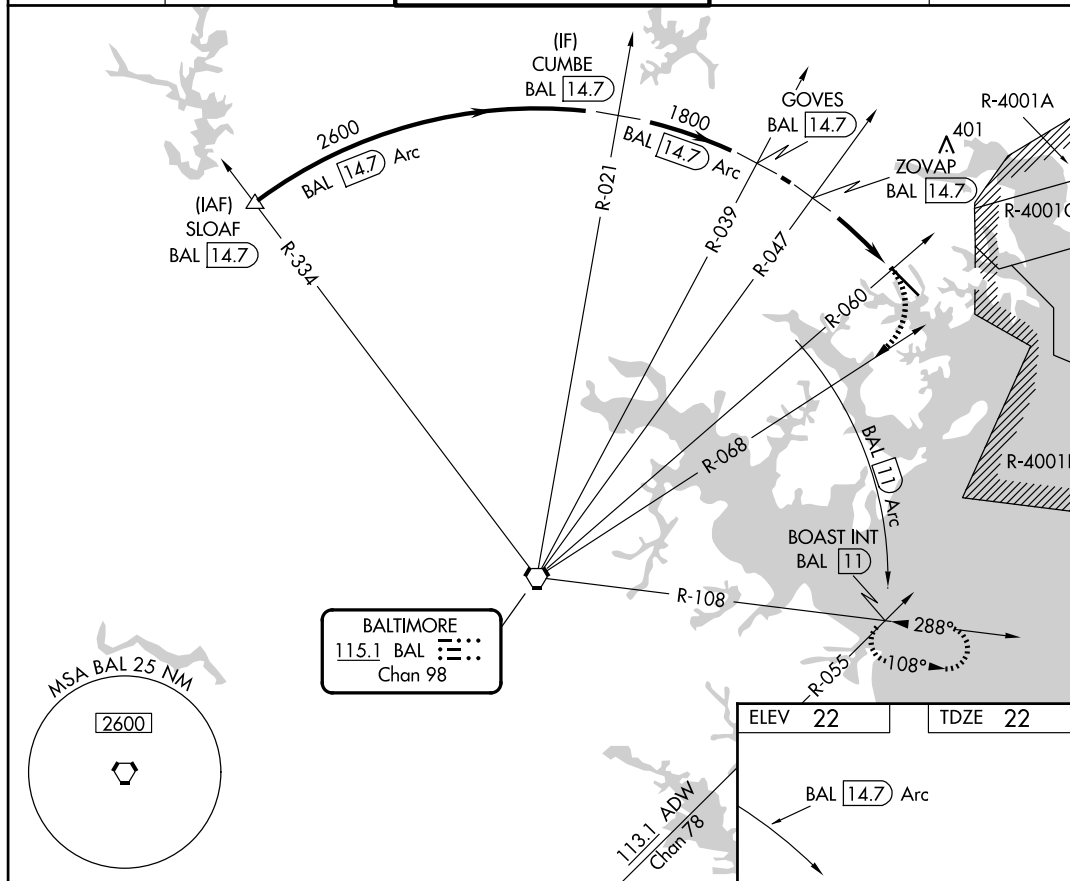 (IF)
CUMBE
BAL 14.7
GOVES
BAL 14.7
R-4001A
401
ZOVAP
BAL 14.7
2600
BAL 14.7 Arc
1800
BAL 14.7 Arc
(IAF)
SLOAF
BAL 14.7
R-334
R-021
R-039
R-047
R-060
R-068
R-4001
BAL 11 Arc
R-4001
BOAST INT
BAL 11
R-108
288°
108°
R-055
BALTIMORE
115.1 BAL
Chan 98
MSA BAL 25 NM
2600
113.1 ADW
Chan 78
ELEV 22
TDZE 22
BAL 14.7 Arc